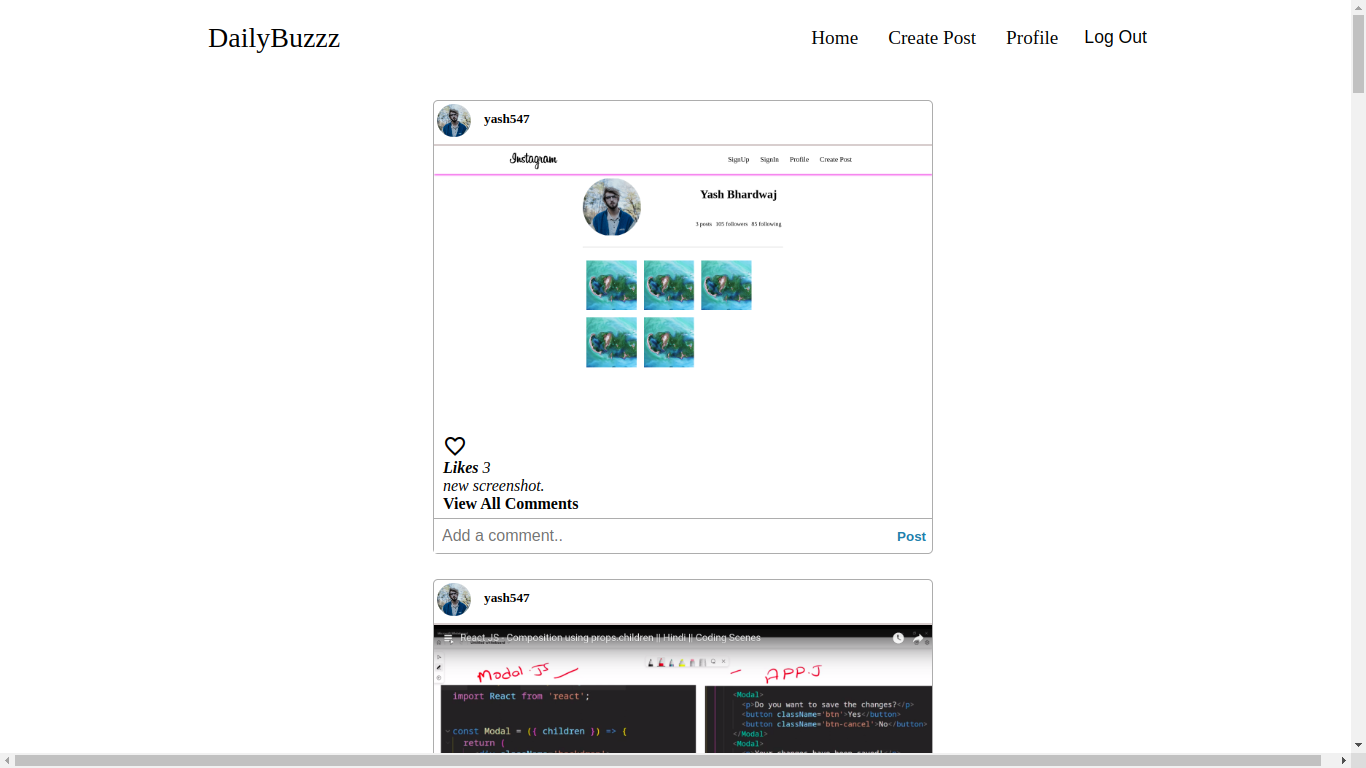 DailyBuzzz Home Create Post Profile Log Out
yash547
Instagram SignUp SignIn Profile Create Post
Yash Bhardwaj
3 posts 105 followers 85 following
Likes 3
new screenshot.
View All Comments
Add a comment.. Post
yash547
React JS - Composition using props.children || Hindi || Coding Scenes
Modal.JS APP.J
import React from 'react';
const Modal = ({ children }) => {
return (
<Modal>
<p>Do you want to save the changes?</p>
<button className='btn'>Yes</button>
<button className='btn-cancel'>No</button>
</Modal>
<Modal>